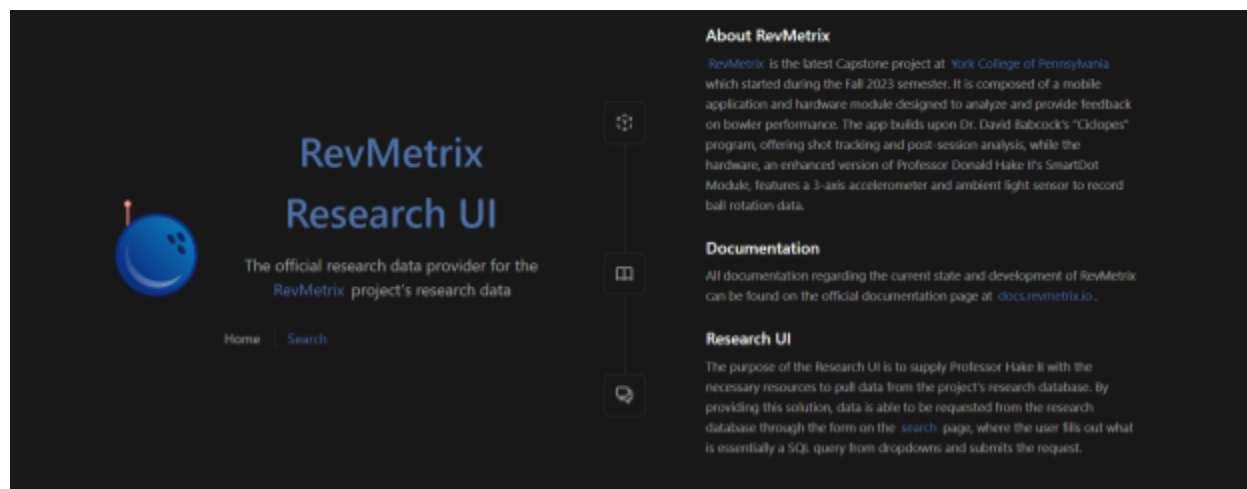 RevMetrix
Research UI
The official research data provider for the
RevMetrix project's research data
Home
Search
About RevMetrix
RevMetrix is the latest Capstone project at York College of Pennsylvania
which started during the Fall 2023 semester. It is composed of a mobile
application and hardware module designed to analyze and provide feedback
on bowler performance. The app builds upon Dr. David Babcock's "Ciclopes"
program, offering shot tracking and post-session analysis, while the
hardware, an enhanced version of Professor Donald Hake II's SmartDot
Module, features a 3-axis accelerometer and ambient light sensor to record
ball rotation data.
Documentation
All documentation regarding the current state and development of RevMetrix
can be found on the official documentation page at docs.revmetrix.io.
Research UI
The purpose of the Research UI is to supply Professor Hake II with the
necessary resources to pull data from the project's research database. By
providing this solution, data is able to be requested from the research
database through the form on the search page, where the user fills out what
is essentially a SQL query from dropdowns and submits the request.